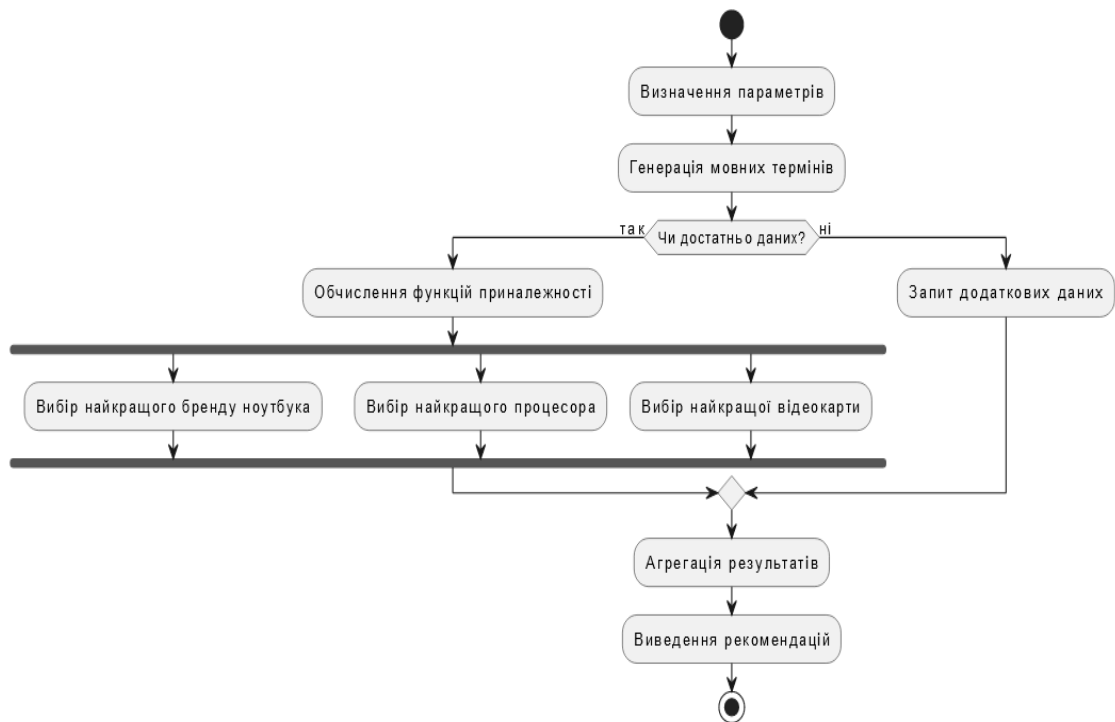 Визначення параметрів
Генерація мовних термінів
так
Чи достатньо даних?
ні
Обчислення функцій приналежності
Запит додаткових даних
Вибір найкращого бренду ноутбука
Вибір найкращого процесора
Вибір найкращої відеокарти
Агрегація результатів
Виведення рекомендацій